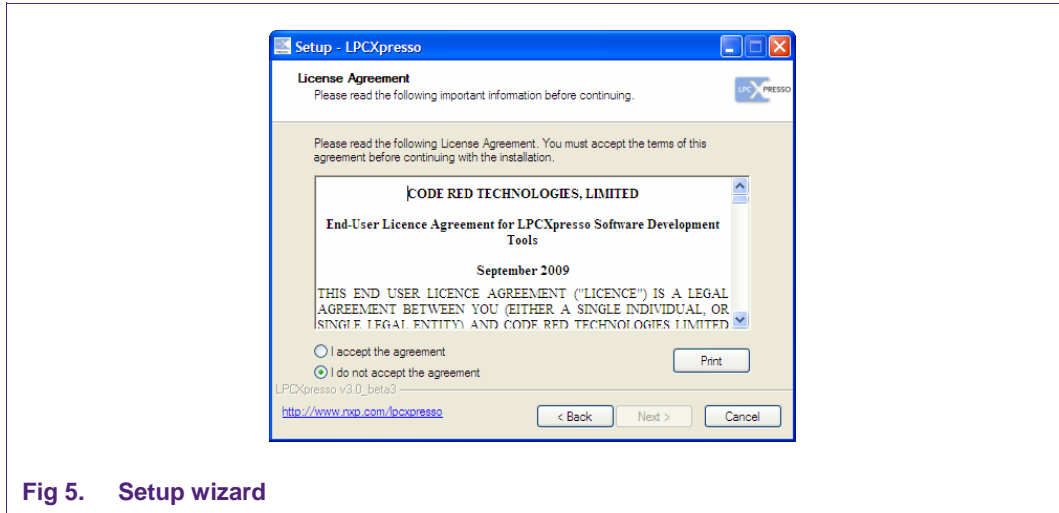 Setup - LPCXpresso
License Agreement
Please read the following important information before continuing.
LPC XPRESSO
Please read the following License Agreement. You must accept the terms of this
agreement before continuing with the installation.
CODE RED TECHNOLOGIES, LIMITED
End-User Licence Agreement for LPCXpresso Software Development
Tools
September 2009
THIS END USER LICENCE AGREEMENT ("LICENCE") IS A LEGAL
AGREEMENT BETWEEN YOU (EITHER A SINGLE INDIVIDUAL, OR
SINGLE LEGAL ENTITY) AND CODE RED TECHNOLOGIES LIMITED
I accept the agreement
Print
I do not accept the agreement
LPCXpresso v3.0_beta3
http://www.nxp.com/lpcxpresso
< Back
Next >
Cancel
Fig 5. Setup wizard